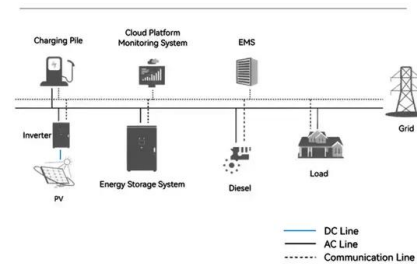 Charging Pile
Cloud Platform
Monitoring System
EMS
Grid
Inverter
PV
Energy Storage System
Diesel
Load
DC Line
AC Line
Communication Line